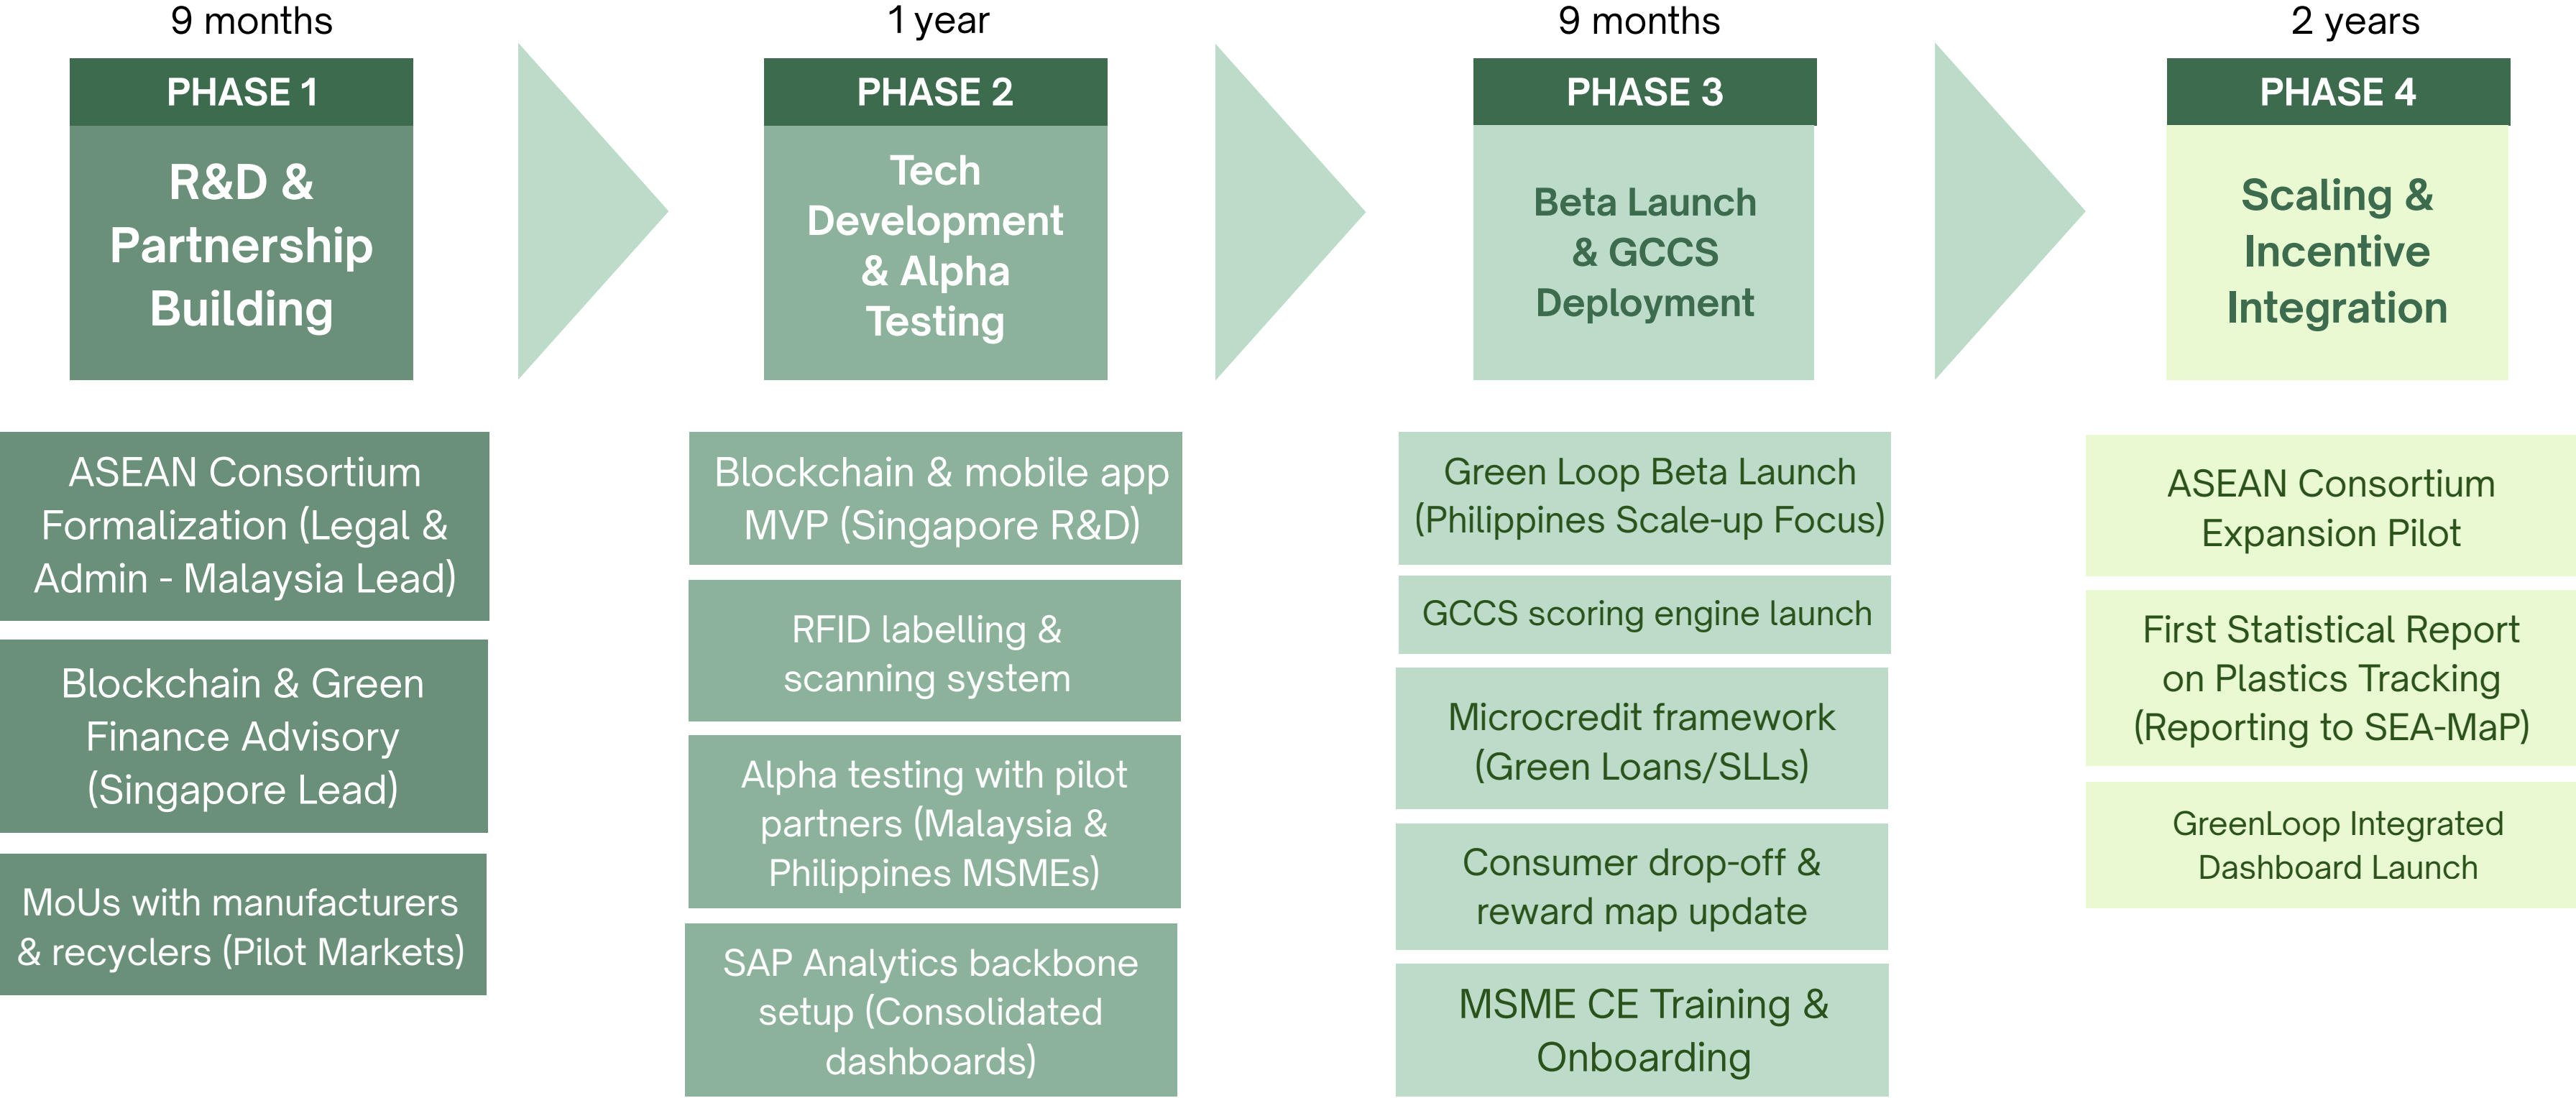 9 months
PHASE 1
R&D &
Partnership
Building
ASEAN Consortium
Formalization (Legal &
Admin - Malaysia Lead)
Blockchain & Green
Finance Advisory
(Singapore Lead)
MoUs with manufacturers
& recyclers (Pilot Markets)
1 year
PHASE 2
Tech
Development
& Alpha
Testing
Blockchain & mobile app
MVP (Singapore R&D)
RFID labelling &
scanning system
Alpha testing with pilot
partners (Malaysia &
Philippines MSMEs)
SAP Analytics backbone
setup (Consolidated
dashboards)
9 months
PHASE 3
Beta Launch
& GCCS
Deployment
Green Loop Beta Launch
(Philippines Scale-up Focus)
GCCS scoring engine launch
Microcredit framework
(Green Loans/SLLs)
Consumer drop-off &
reward map update
MSME CE Training &
Onboarding
2 years
PHASE 4
Scaling &
Incentive
Integration
ASEAN Consortium
Expansion Pilot
First Statistical Report
on Plastics Tracking
(Reporting to SEA-MaP)
GreenLoop Integrated
Dashboard Launch